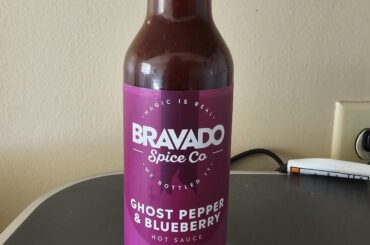 MAGIC IS REAL
BRAVADO
Spice Co.
WE BOTTLED IT
GHOST PEPPER
& BLUEBERRY
HOT SAUCE